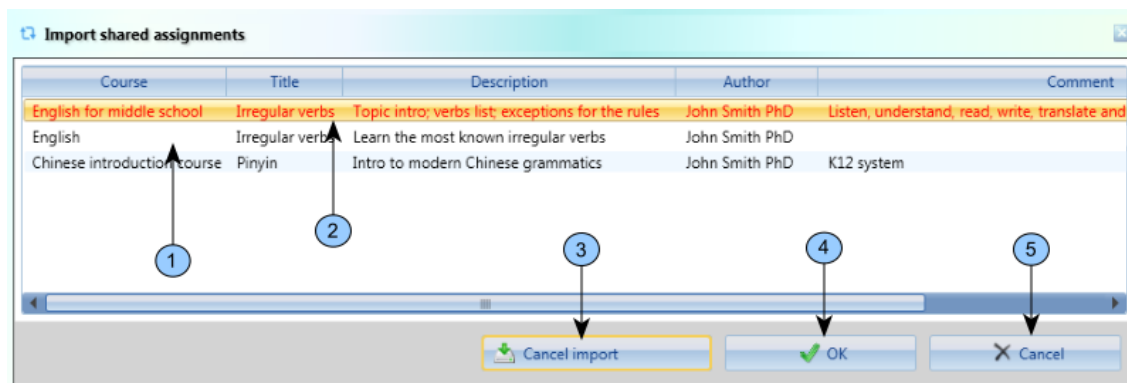 Import shared assignments
Course Title Description Author Comment
English for middle school Irregular verbs Topic intro; verbs list; exceptions for the rules John Smith PhD Listen, understand, read, write, translate and
English Irregular verbs Learn the most known irregular verbs John Smith PhD
Chinese introduction course Pinyin Intro to modern Chinese grammatics John Smith PhD K12 system
1 2 3 4 5
Cancel import OK Cancel